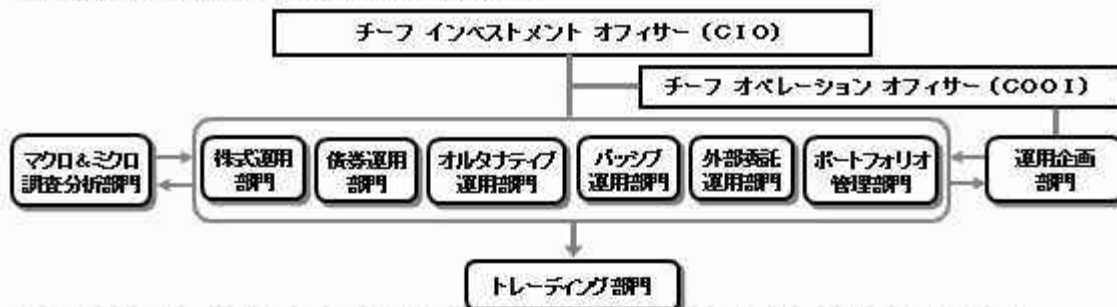 チーフ インベストメント オフィサー（CIO）
チーフ オペレーション オフィサー（COOI）
マクロ&ミクロ
調査分析部門
株式運用
部門
債券運用
部門
オルタナティブ
運用部門
パッシブ
運用部門
外部委託
運用部門
ポートフォリオ
管理部門
運用企画
部門
トレーディング部門